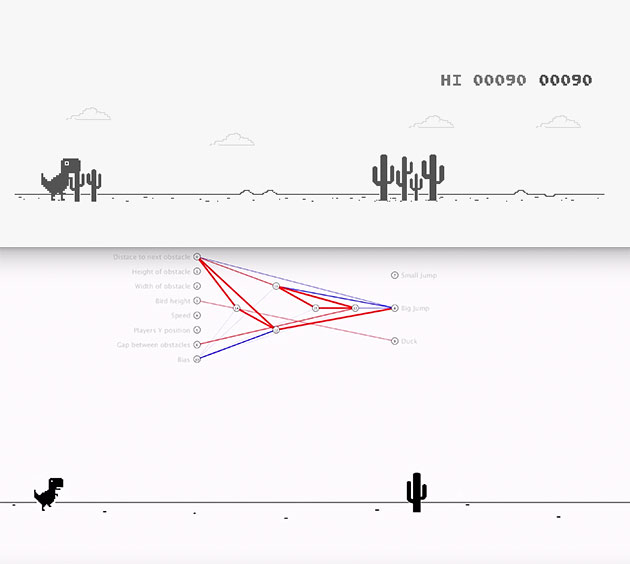 HI 00090 00090
Distace to next obstacle
Height of obstacle
Width of obstacle
Bird height
Speed
Players Y position
Gap between obstacles
Bias
Small Jump
Big Jump
Duck